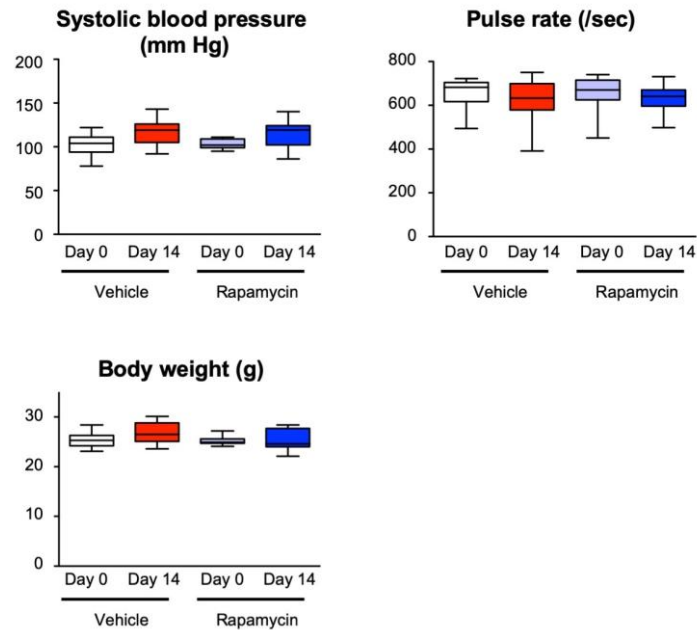 Systolic blood pressure
(mm Hg)
200
150
100
50
0
Day 0 Day 14 Day 0 Day 14
Vehicle Rapamycin
Pulse rate (/sec)
800
600
400
200
0
Day 0 Day 14 Day 0 Day 14
Vehicle Rapamycin
Body weight (g)
30
20
10
0
Day 0 Day 14 Day 0 Day 14
Vehicle Rapamycin